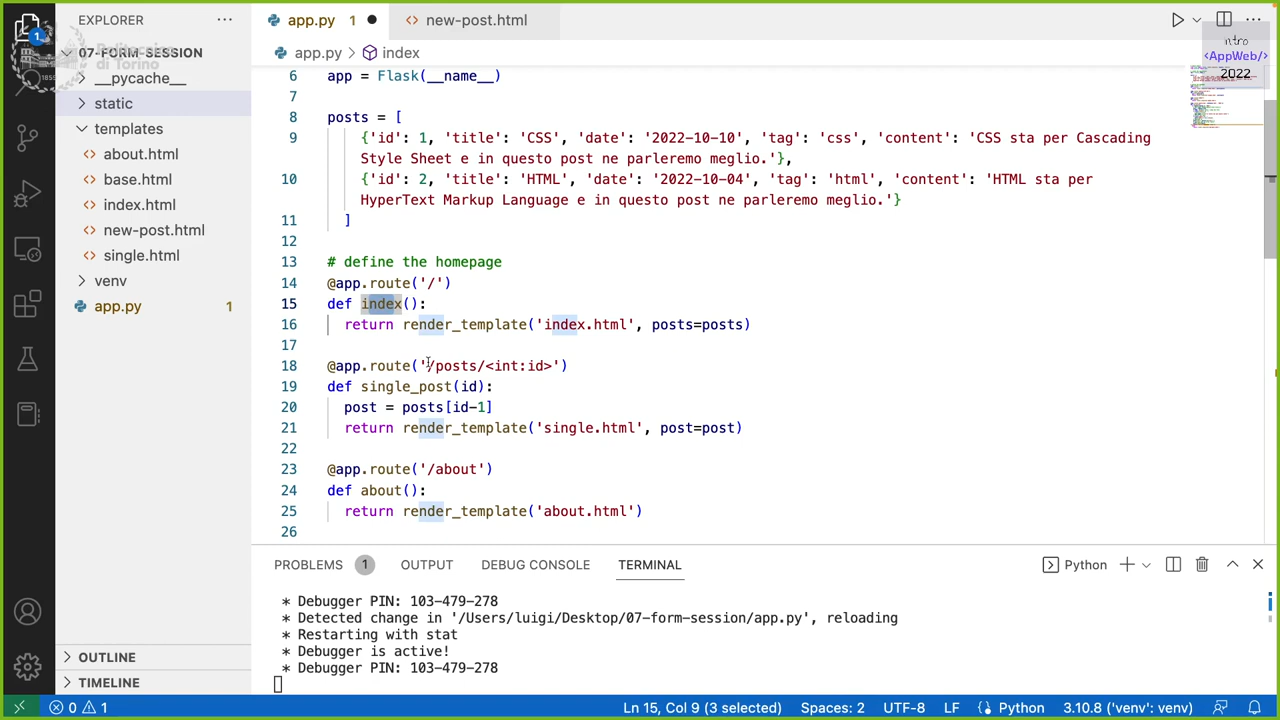 EXPLORER
07-FORM-SESSION
Politecnico
di Torino
1859
1
__pycache__
static
templates
about.html
base.html
index.html
new-post.html
single.html
venv
app.py 1
OUTLINE
TIMELINE
app.py 1
new-post.html
app.py > index
intro
<AppWeb/>
2022
6 app = Flask(__name__)
7
8 posts = [
9 {'id': 1, 'title': 'CSS', 'date': '2022-10-10', 'tag': 'css', 'content': 'CSS sta per Cascading
Style Sheet e in questo post ne parleremo meglio.'},
10 {'id': 2, 'title': 'HTML', 'date': '2022-10-04', 'tag': 'html', 'content': 'HTML sta per
HyperText Markup Language e in questo post ne parleremo meglio.'}
11 ]
12
13 # define the homepage
14 @app.route('/')
15 def index():
16 return render_template('index.html', posts=posts)
17
18 @app.route('/posts/<int:id>')
19 def single_post(id):
20 post = posts[id-1]
21 return render_template('single.html', post=post)
22
23 @app.route('/about')
24 def about():
25 return render_template('about.html')
26
PROBLEMS 1 OUTPUT DEBUG CONSOLE TERMINAL Python
* Debugger PIN: 103-479-278
* Detected change in '/Users/luigi/Desktop/07-form-session/app.py', reloading
* Restarting with stat
* Debugger is active!
* Debugger PIN: 103-479-278
0 1 Ln 15, Col 9 (3 selected) Spaces: 2 UTF-8 LF Python 3.10.8 ('venv': venv)